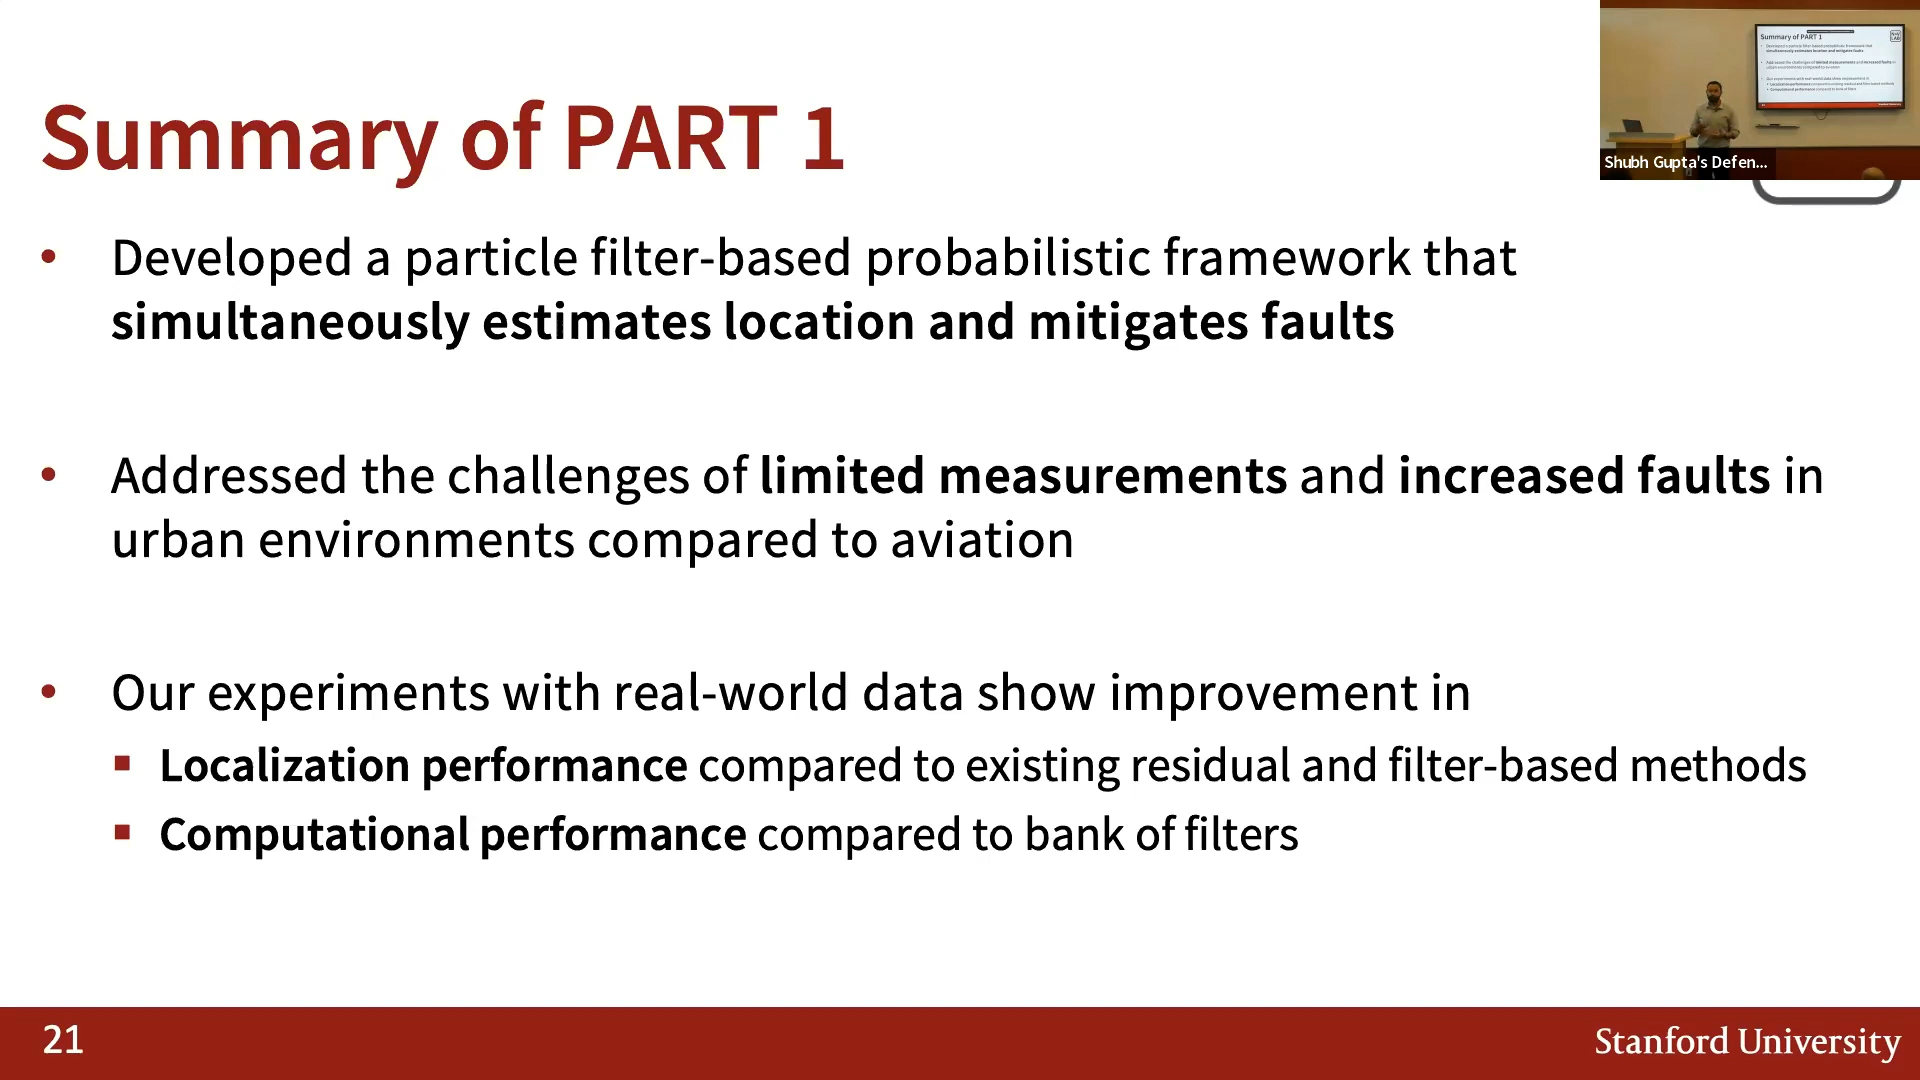 Summary of PART 1
Shubh Gupta's Defen...
• Developed a particle filter-based probabilistic framework that
simultaneously estimates location and mitigates faults
• Addressed the challenges of limited measurements and increased faults in
urban environments compared to aviation
• Our experiments with real-world data show improvement in
▪ Localization performance compared to existing residual and filter-based methods
▪ Computational performance compared to bank of filters
21
Stanford University